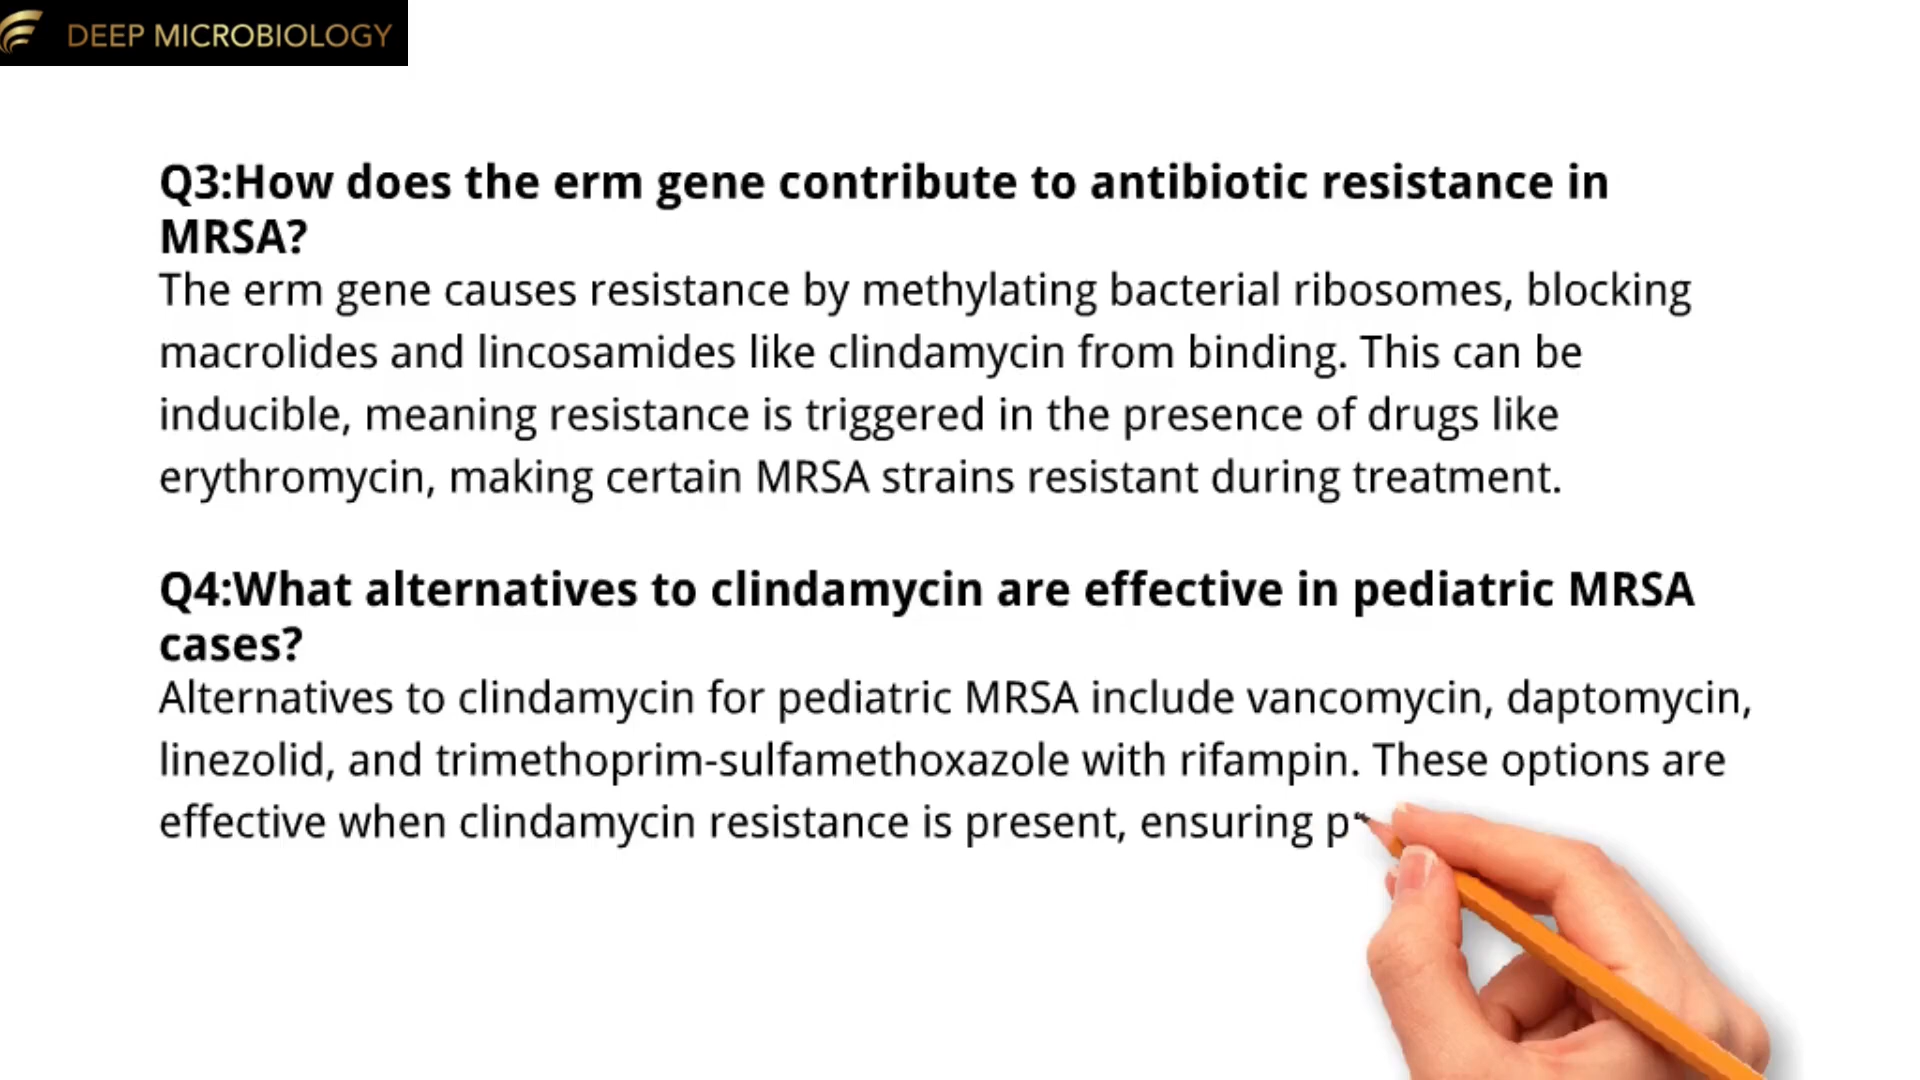 DEEP MICROBIOLOGY
Q3:How does the erm gene contribute to antibiotic resistance in
MRSA?
The erm gene causes resistance by methylating bacterial ribosomes, blocking
macrolides and lincosamides like clindamycin from binding. This can be
inducible, meaning resistance is triggered in the presence of drugs like
erythromycin, making certain MRSA strains resistant during treatment.
Q4:What alternatives to clindamycin are effective in pediatric MRSA
cases?
Alternatives to clindamycin for pediatric MRSA include vancomycin, daptomycin,
linezolid, and trimethoprim-sulfamethoxazole with rifampin. These options are
effective when clindamycin resistance is present, ensuring